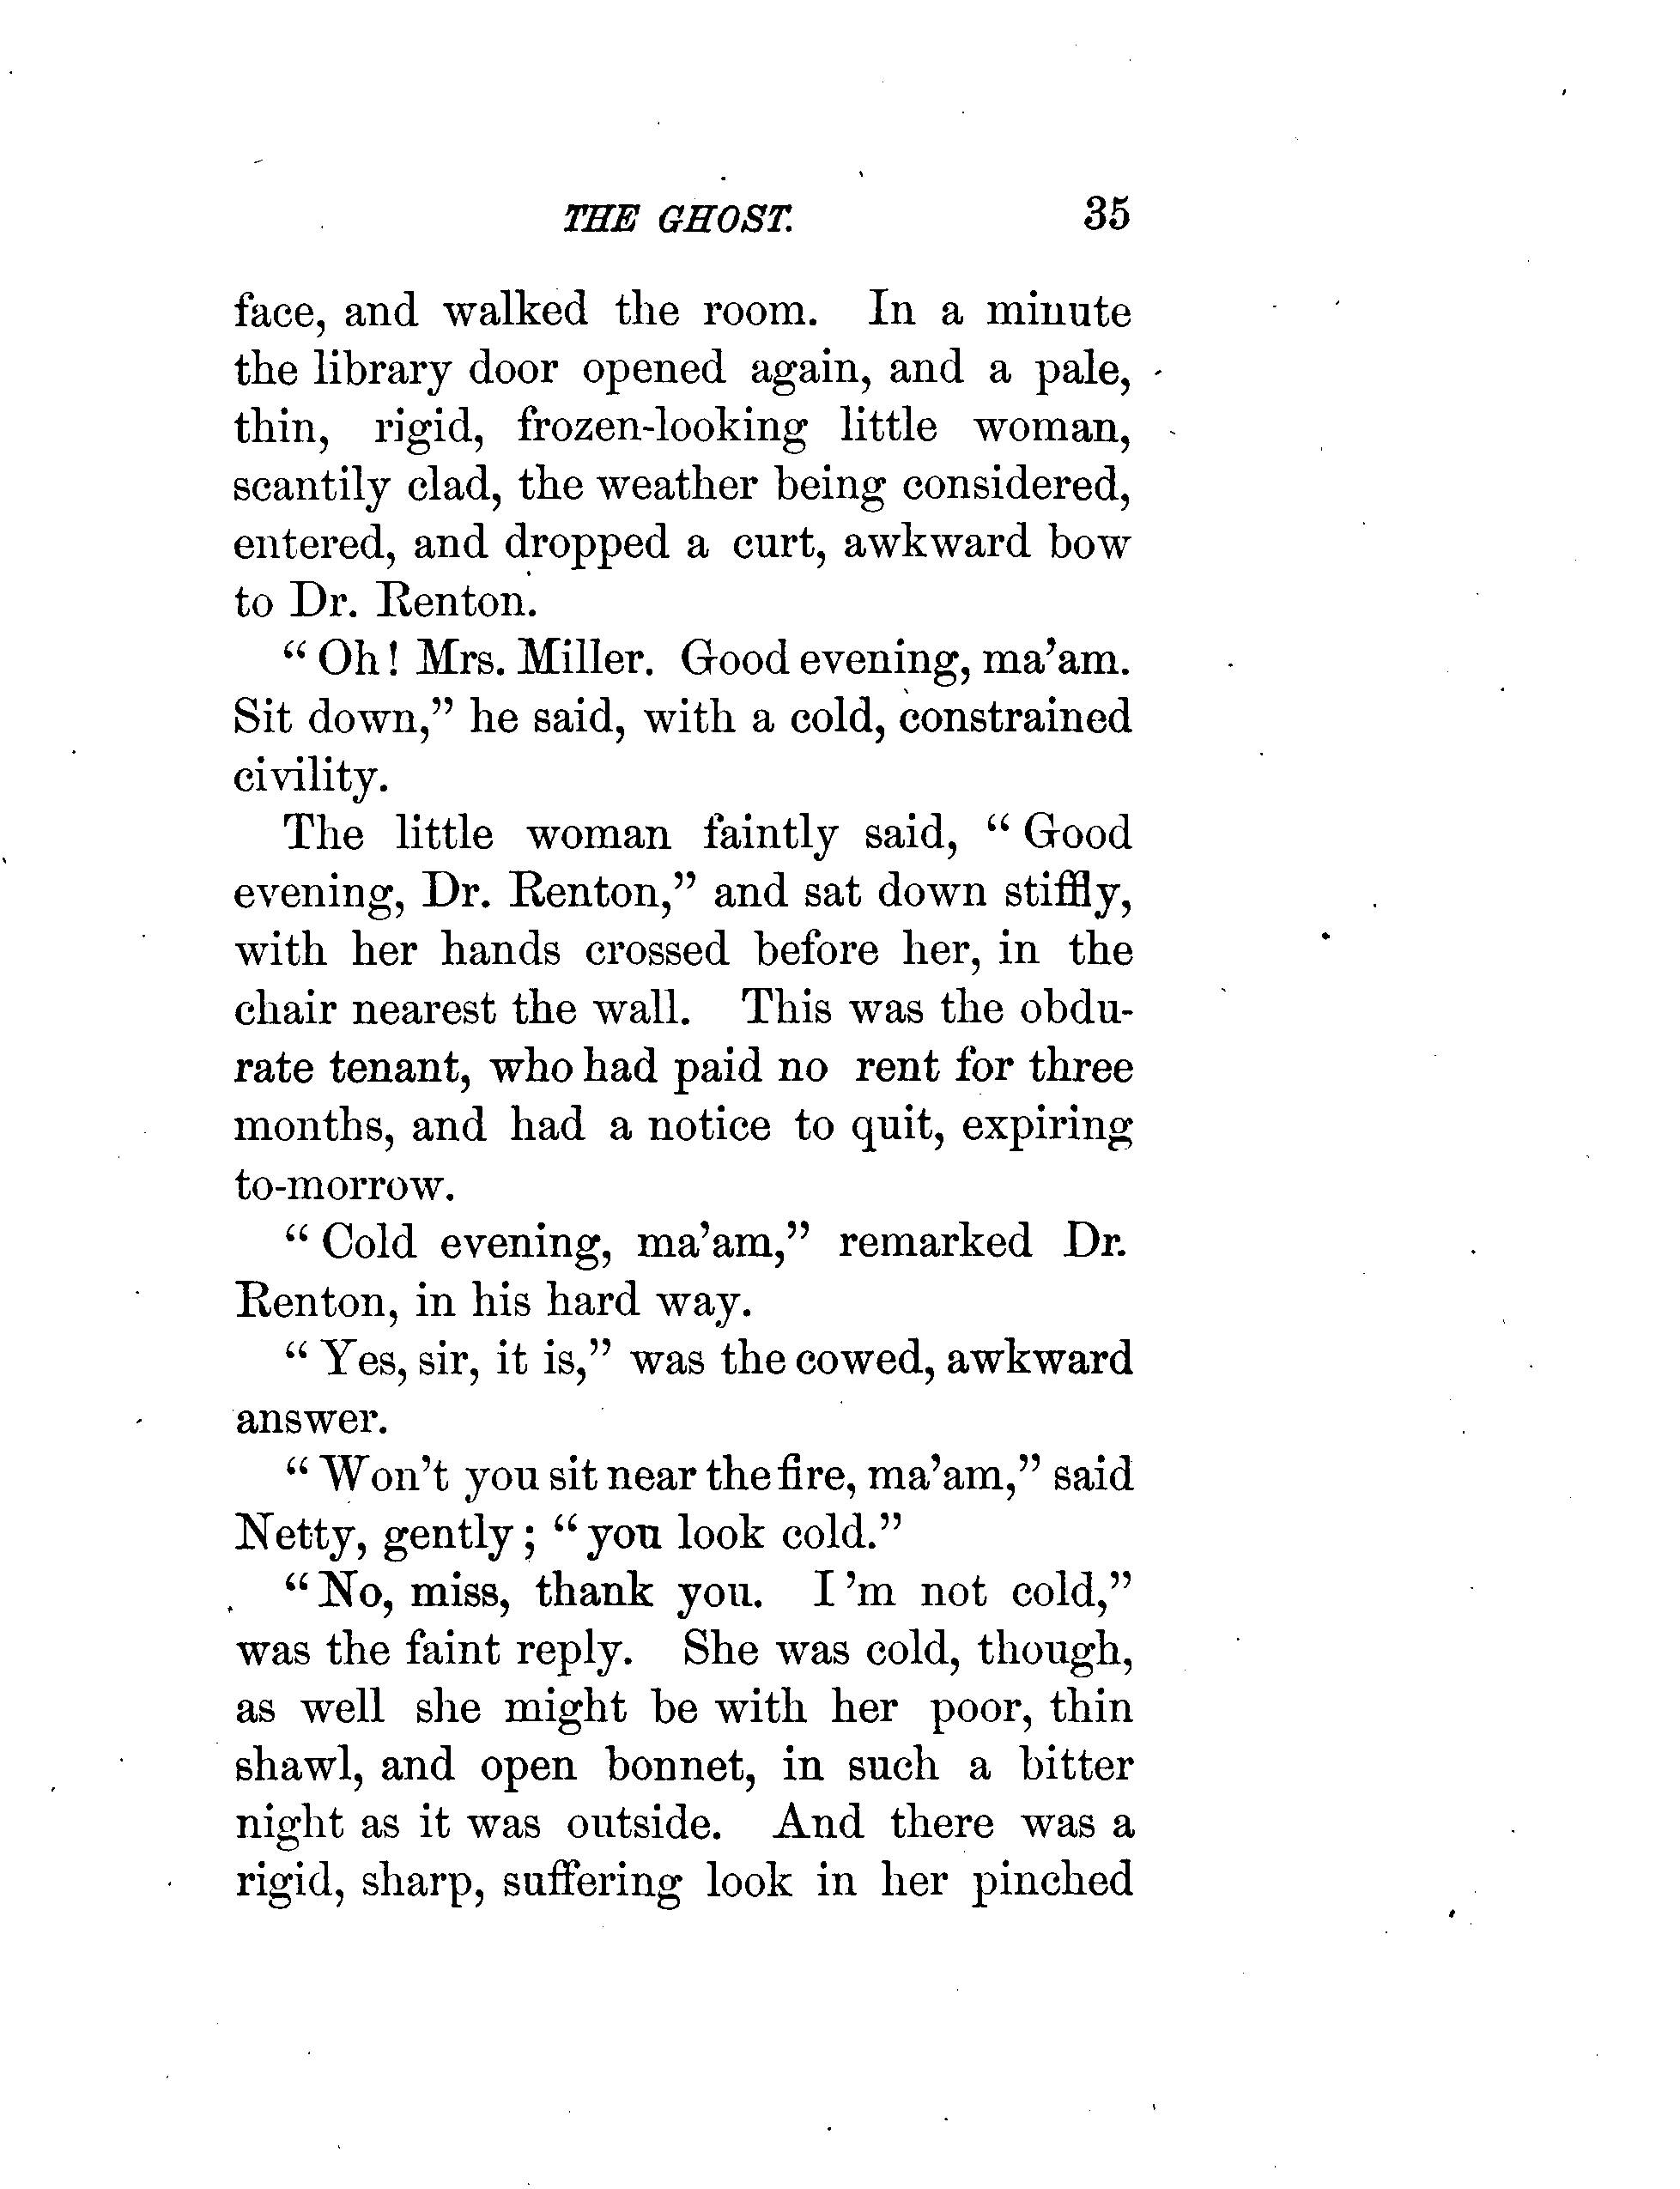 THE GHOST. 35
face, and walked the room. In a minute
the library door opened again, and a pale,
thin, rigid, frozen-looking little woman,
scantily clad, the weather being considered,
entered, and dropped a curt, awkward bow
to Dr. Renton.
“Oh! Mrs. Miller. Good evening, ma’am.
Sit down,” he said, with a cold, constrained
civility.
The little woman faintly said, “Good
evening, Dr. Renton,” and sat down stiffly,
with her hands crossed before her, in the
chair nearest the wall. This was the obdu-
rate tenant, who had paid no rent for three
months, and had a notice to quit, expiring
to-morrow.
“Cold evening, ma’am,” remarked Dr.
Renton, in his hard way.
“Yes, sir, it is,” was the cowed, awkward
answer.
“Won’t you sit near the fire, ma’am,” said
Netty, gently; “you look cold.”
“No, miss, thank you. I ’m not cold,”
was the faint reply. She was cold, though,
as well she might be with her poor, thin
shawl, and open bonnet, in such a bitter
night as it was outside. And there was a
rigid, sharp, suffering look in her pinched